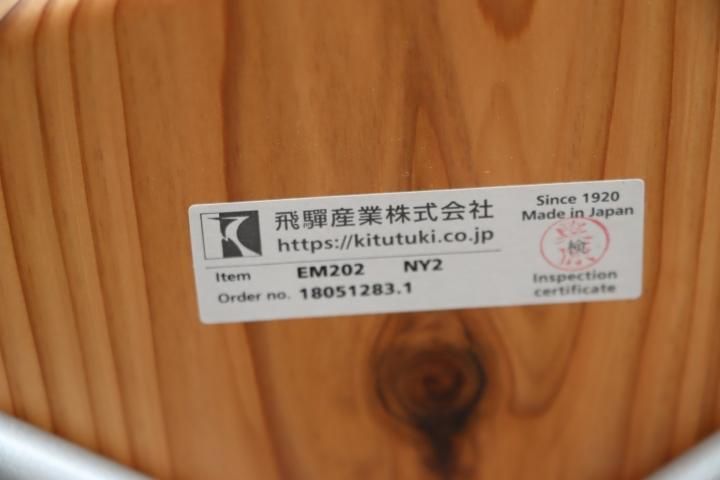 飛驒産業株式会社
https://kitutuki.co.jp
Item EM202 NY2
Order no. 18051283.1
Since 1920
Made in Japan
検
Inspection
certificate